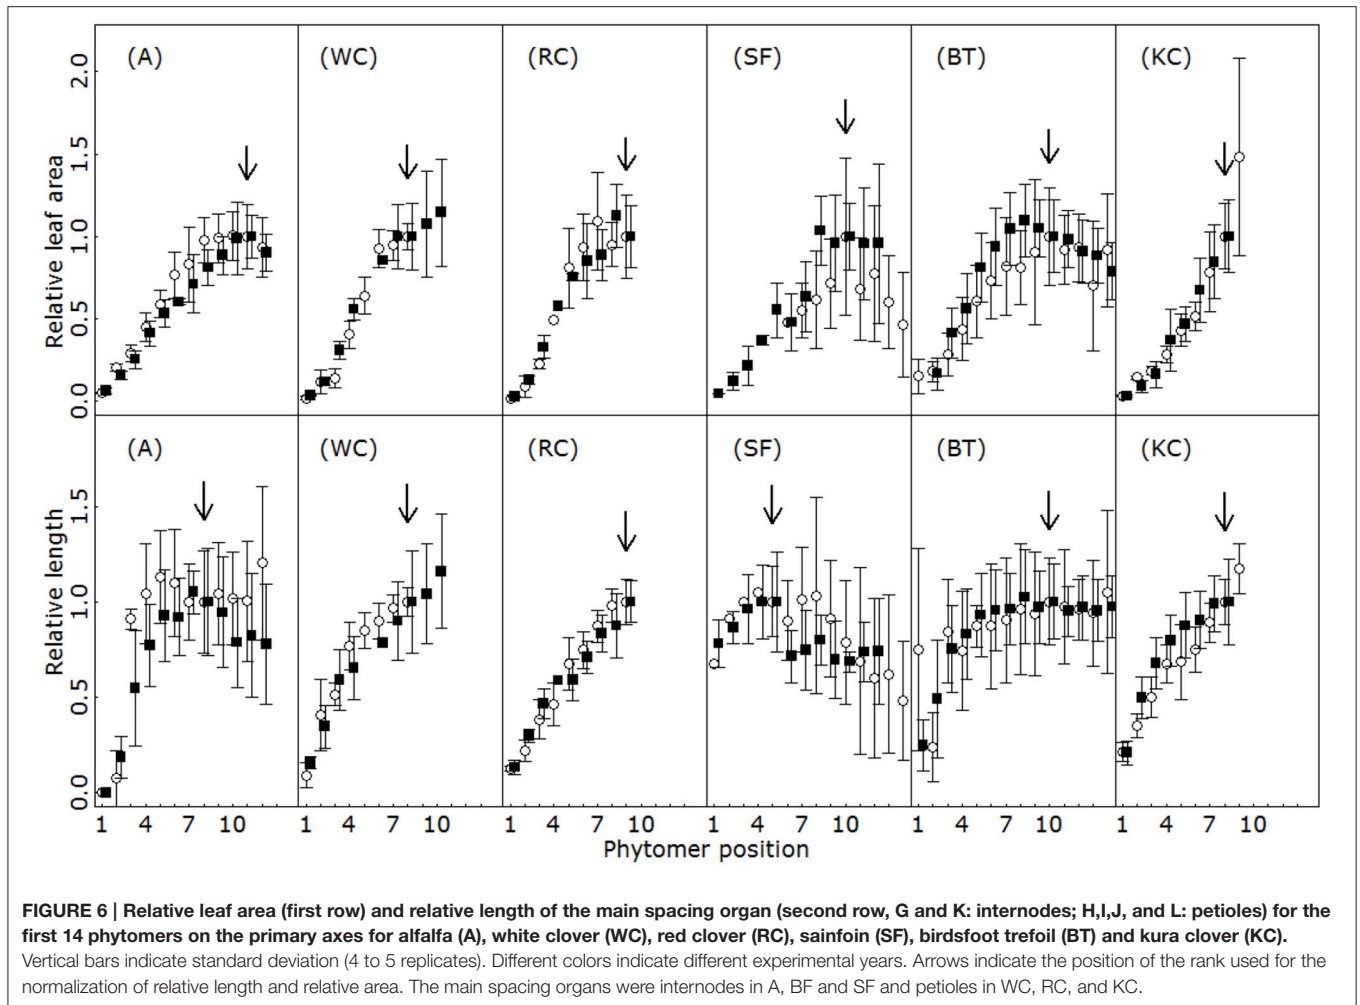 (A) (WC) (RC) (SF) (BT) (KC)
Relative leaf area
2.0
1.5
1.0
0.5
0.0
(A) (WC) (RC) (SF) (BT) (KC)
Relative length
1.5
1.0
0.5
0.0
1 4 7 10 1 4 7 10 1 4 7 10 1 4 7 10 1 4 7 10 1 4 7 10
Phytomer position
FIGURE 6 | Relative leaf area (first row) and relative length of the main spacing organ (second row, G and K: internodes; H,I,J, and L: petioles) for the
first 14 phytomers on the primary axes for alfalfa (A), white clover (WC), red clover (RC), sainfoin (SF), birdsfoot trefoil (BT) and kura clover (KC).
Vertical bars indicate standard deviation (4 to 5 replicates). Different colors indicate different experimental years. Arrows indicate the position of the rank used for the
normalization of relative length and relative area. The main spacing organs were internodes in A, BF and SF and petioles in WC, RC, and KC.